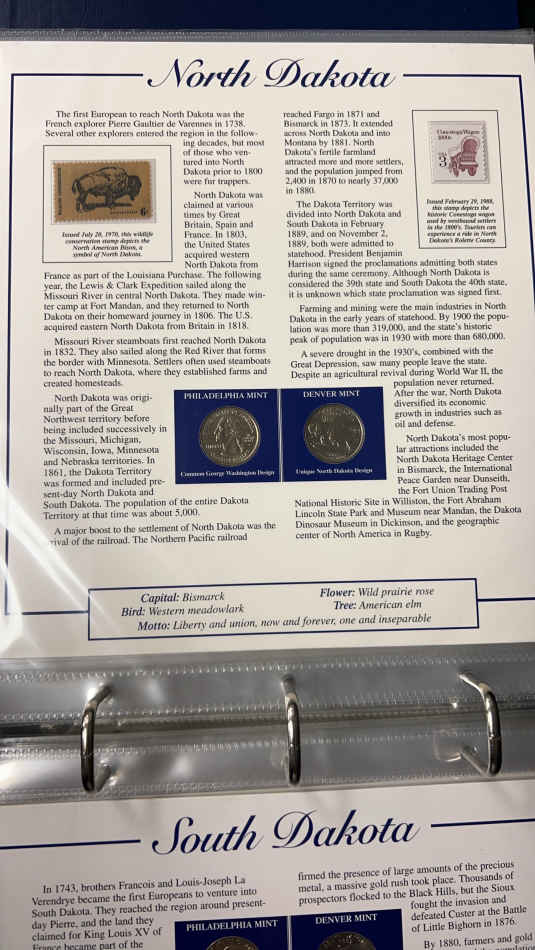 North Dakota
The first European to reach North Dakota was the
French explorer Pierre Gaultier de Varennes in 1738.
Several other explorers entered the region in the follow-
ing decades, but most
of those who ven-
tured into North
Dakota prior to 1800
were fur trappers.
North Dakota was
claimed at various
times by Great
Britain, Spain and
France. In 1803,
the United States
acquired western
North Dakota from
France as part of the Louisiana Purchase. The following
year, the Lewis & Clark Expedition sailed along the
Missouri River in central North Dakota. They made win-
ter camp at Fort Mandan, and they returned to North
Dakota on their homeward journey in 1806. The U.S.
acquired eastern North Dakota from Britain in 1818.
6¢
Issued July 20, 1970, this wildlife
conservation stamp depicts the
North American Bison, a
symbol of North Dakota.
Missouri River steamboats first reached North Dakota
in 1832. They also sailed along the Red River that forms
the border with Minnesota. Settlers often used steamboats
to reach North Dakota, where they established farms and
created homesteads.
North Dakota was origi-
nally part of the Great
Northwest territory before
being included successively in
the Missouri, Michigan,
Wisconsin, Iowa, Minnesota
and Nebraska territories. In
1861, the Dakota Territory
was formed and included pre-
sent-day North Dakota and
South Dakota. The population of the entire Dakota
Territory at that time was about 5,000.
A major boost to the settlement of North Dakota was the
rival of the railroad. The Northern Pacific railroad
PHILADELPHIA MINT
Common George Washington Design
DENVER MINT
Unique North Dakota Design
reached Fargo in 1871 and
Bismarck in 1873. It extended
across North Dakota and into
Montana by 1881. North
Dakota's fertile farmland
attracted more and more settlers,
and the population jumped from
2,400 in 1870 to nearly 37,000
in 1880.
The Dakota Territory was
divided into North Dakota and
South Dakota in February
1889, and on November 2,
1889, both were admitted to
statehood. President Benjamin
Harrison signed the proclamations admitting both states
during the same ceremony. Although North Dakota is
considered the 39th state and South Dakota the 40th state,
it is unknown which state proclamation was signed first.
Conestoga Wagon
1800s
3
Issued February 29, 1988,
this stamp depicts the
historic Conestoga wagon
used by westbound settlers
in the 1800's. Tourists can
experience a ride in North
Dakota's Rolette County.
Farming and mining were the main industries in North
Dakota in the early years of statehood. By 1900 the popu-
lation was more than 319,000, and the state's historic
peak of population was in 1930 with more than 680,000.
A severe drought in the 1930's, combined with the
Great Depression, saw many people leave the state.
Despite an agricultural revival during World War II, the
population never returned.
After the war, North Dakota
diversified its economic
growth in industries such as
oil and defense.
North Dakota's most popu-
lar attractions included the
North Dakota Heritage Center
in Bismarck, the International
Peace Garden near Dunseith,
the Fort Union Trading Post
National Historic Site in Williston, the Fort Abraham
Lincoln State Park and Museum near Mandan, the Dakota
Dinosaur Museum in Dickinson, and the geographic
center of North America in Rugby.
Capital: Bismarck
Flower: Wild prairie rose
Bird: Western meadowlark
Tree: American elm
Motto: Liberty and union, now and forever, one and inseparable
South Dakota
In 1743, brothers Francois and Louis-Joseph La
Verendrye became the first Europeans to venture into
South Dakota. They reached the region around present-
day Pierre, and the land they
claimed for King Louis XV of
France became part of the
PHILADELPHIA MINT
DENVER MINT
firmed the presence of large amounts of the precious
metal, a massive gold rush took place. Thousands of
prospectors flocked to the Black Hills, but the Sioux
fought the invasion and
defeated Custer at the Battle
of Little Bighorn in 1876.
By 1886, farmers and gold